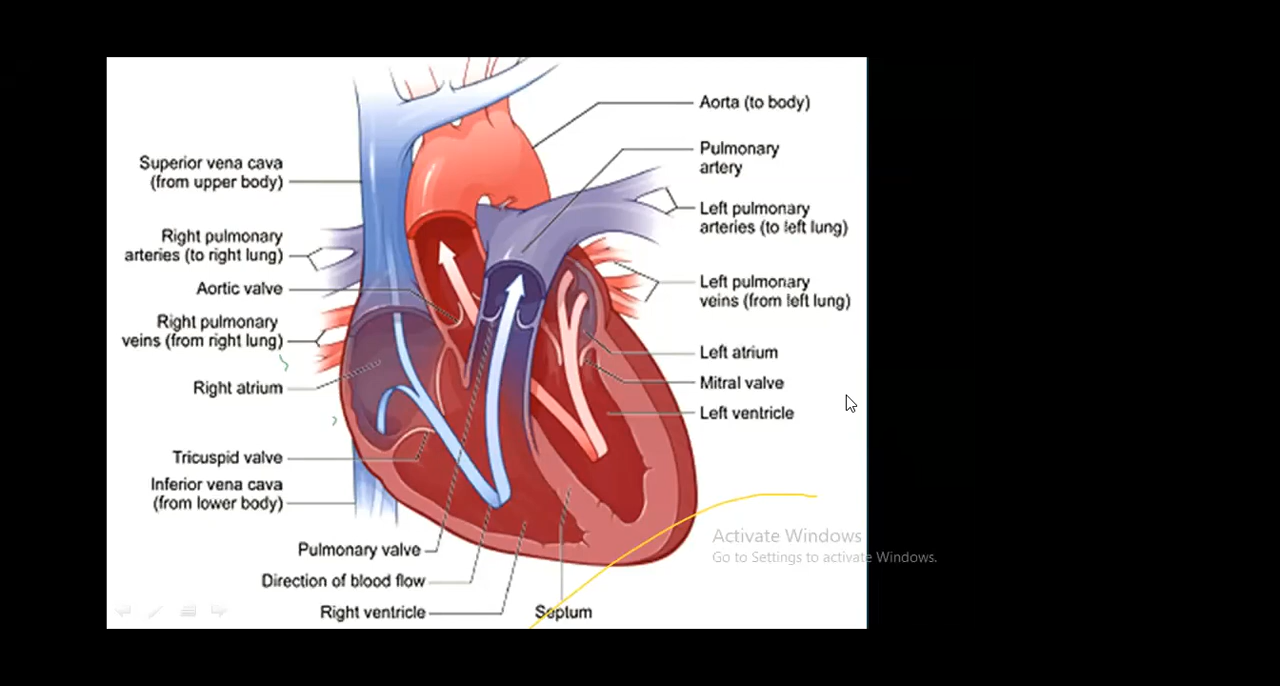 Superior vena cava
(from upper body)
Right pulmonary
arteries (to right lung)
Aortic valve
Right pulmonary
veins (from right lung)
Right atrium
Tricuspid valve
Inferior vena cava
(from lower body)
Pulmonary valve
Direction of blood flow
Right ventricle
Septum
Aorta (to body)
Pulmonary
artery
Left pulmonary
arteries (to left lung)
Left pulmonary
veins (from left lung)
Left atrium
Mitral valve
Left ventricle
Activate Windows
Go to Settings to activate Windows.